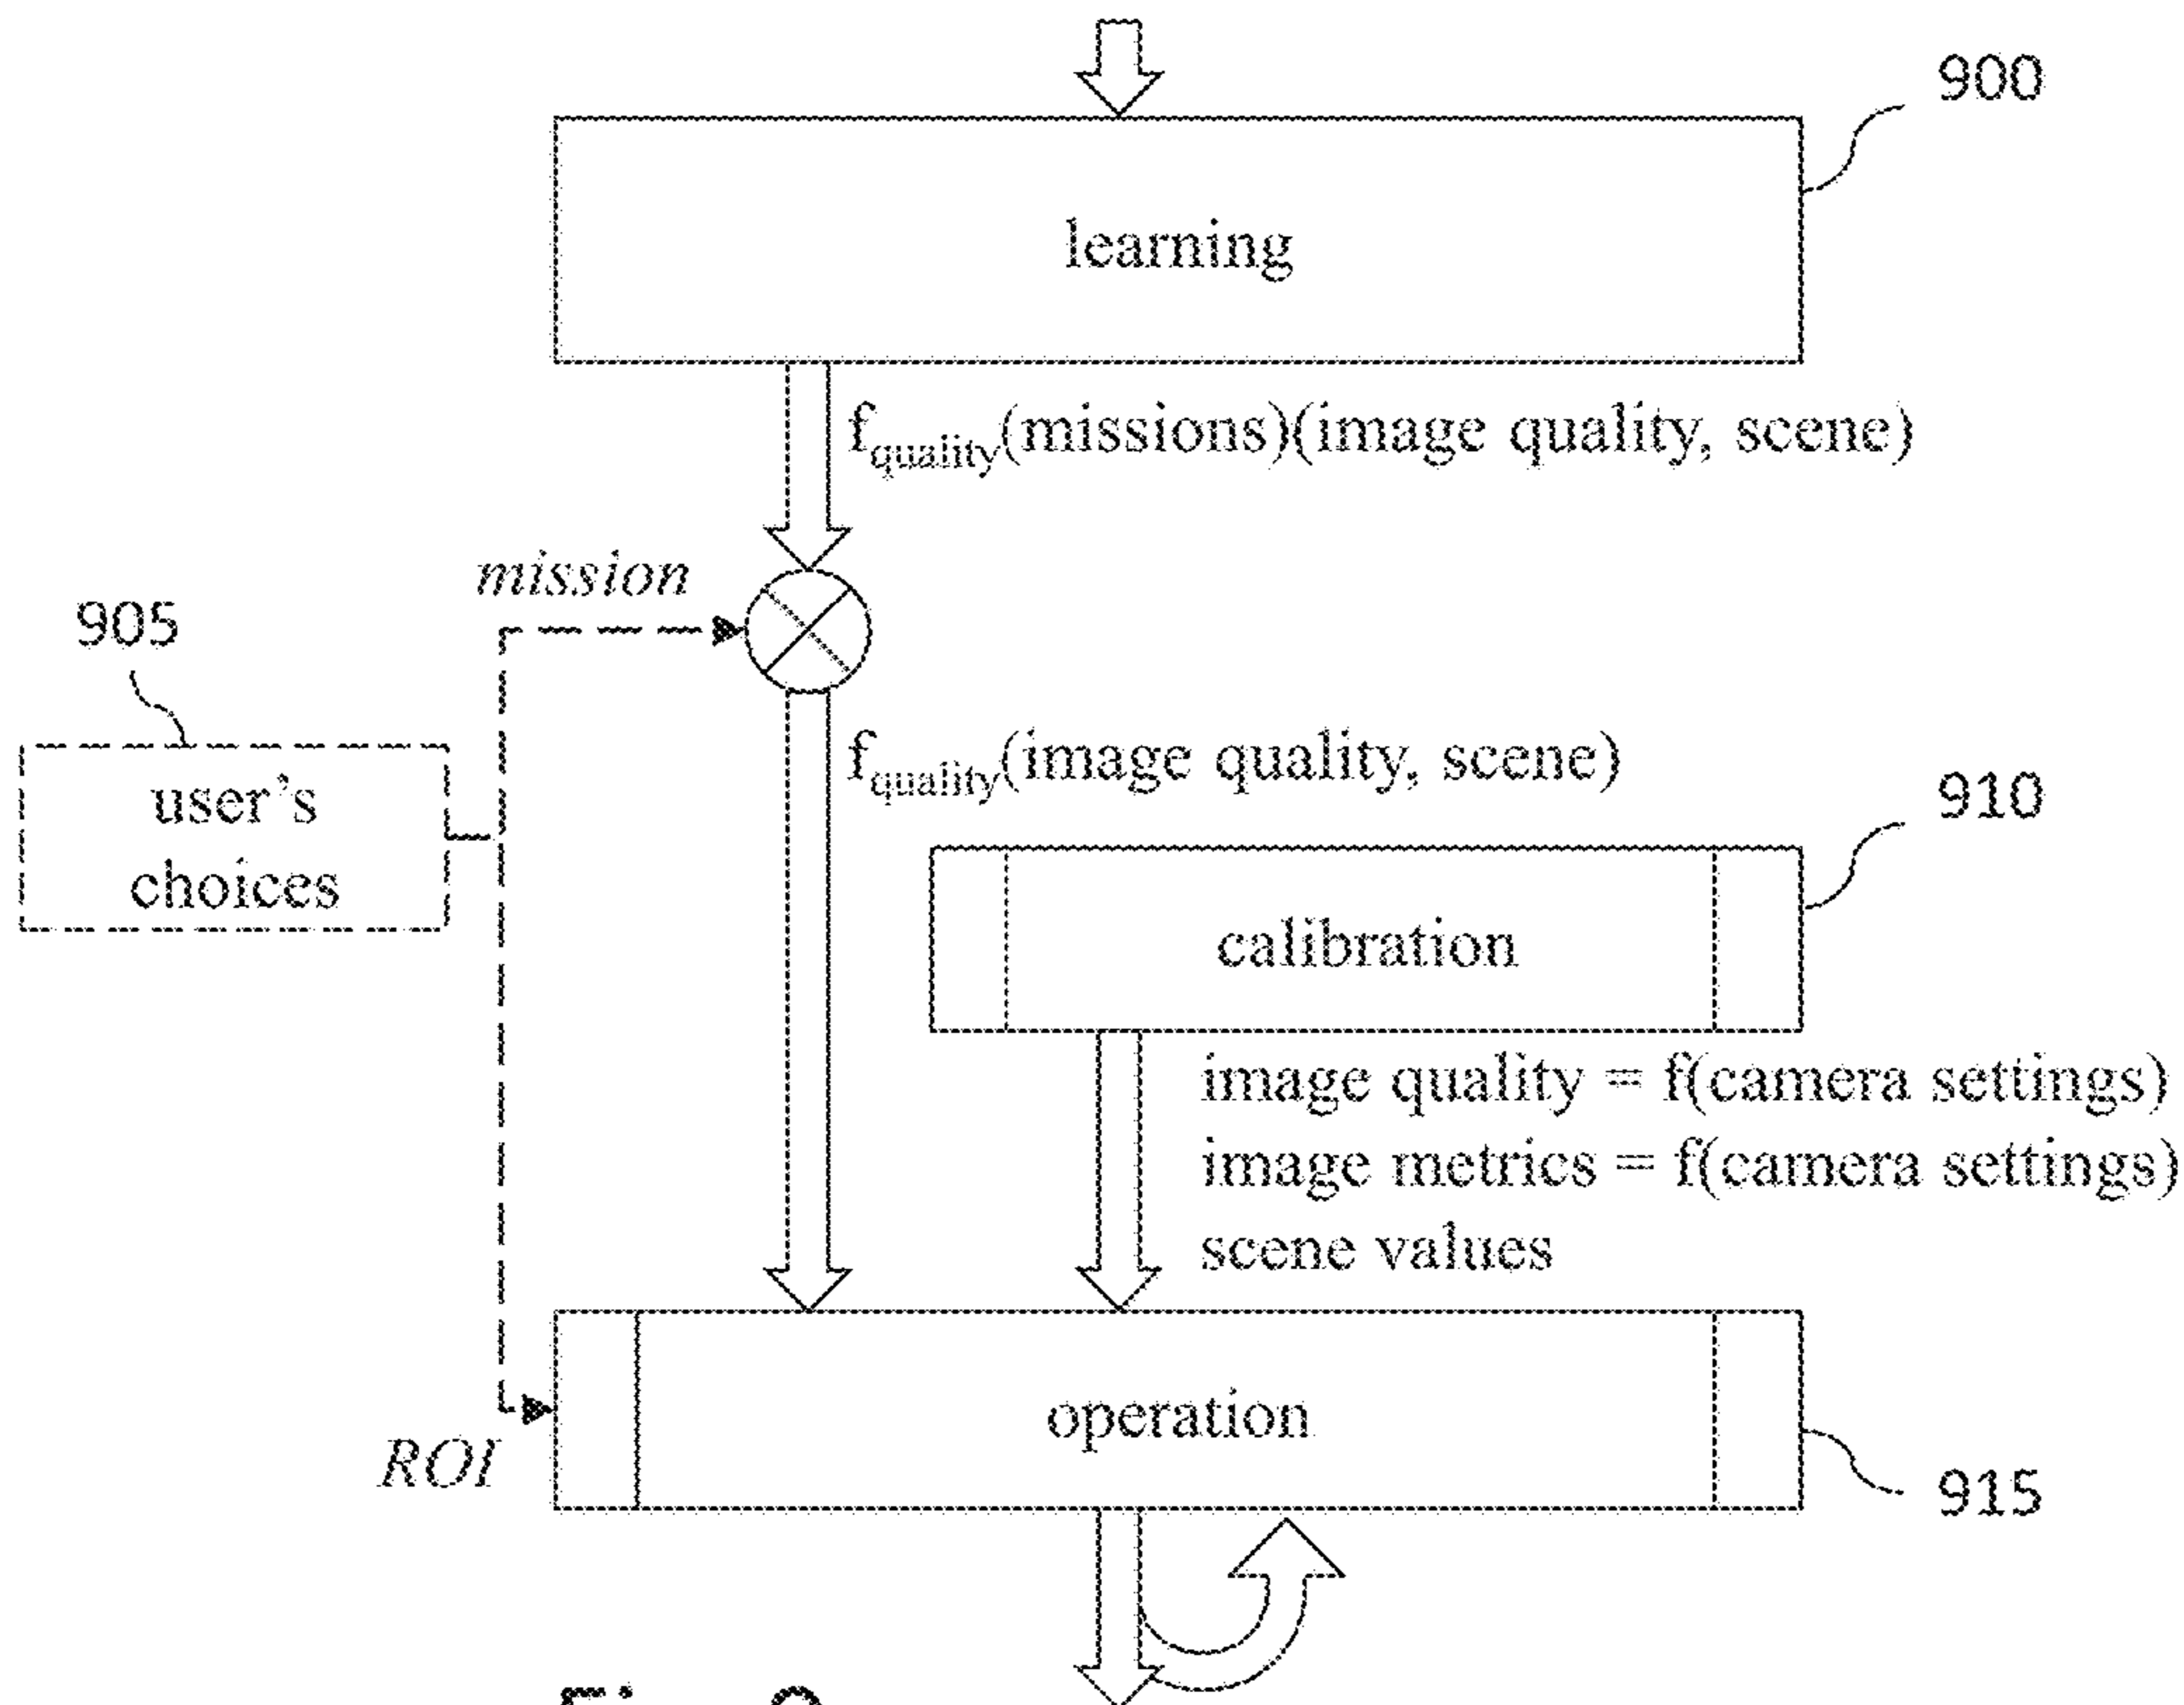 900
learning
fquality(missions)(image quality, scene)
mission
905
fquality(image quality, scene)
user's
choices
910
calibration
image quality = f(camera settings)
image metrics = f(camera settings)
scene values
operation
ROI
915